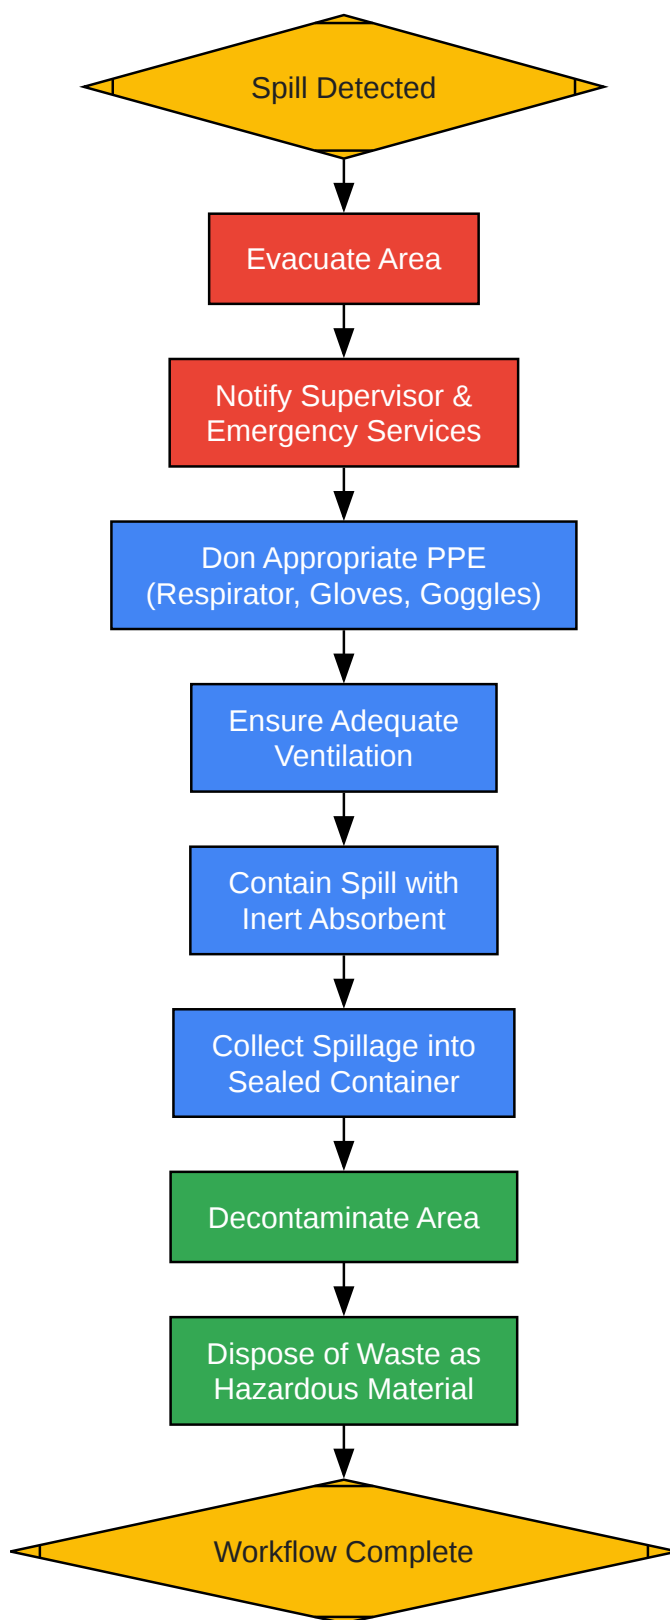 Spill Detected
Evacuate Area
Notify Supervisor &
Emergency Services
Don Appropriate PPE
(Respirator, Gloves, Goggles)
Ensure Adequate
Ventilation
Contain Spill with
Inert Absorbent
Collect Spillage into
Sealed Container
Decontaminate Area
Dispose of Waste as
Hazardous Material
Workflow Complete